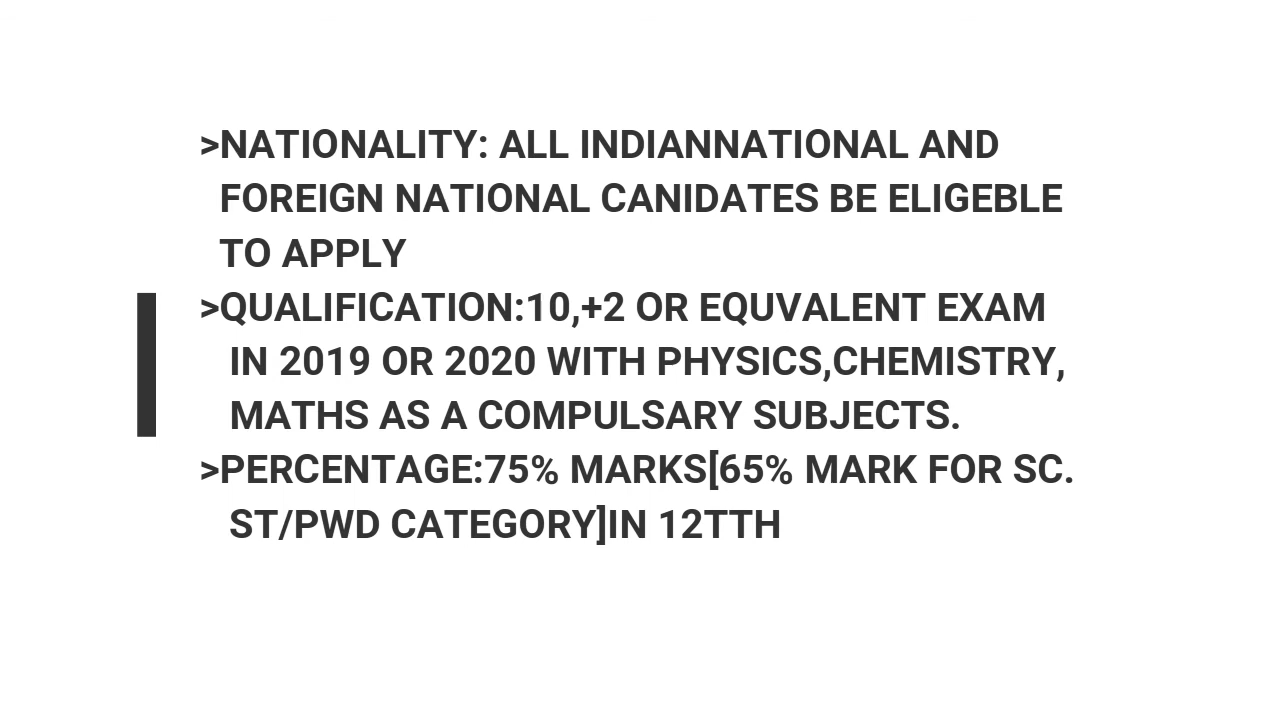 >NATIONALITY: ALL INDIANNATIONAL AND
FOREIGN NATIONAL CANIDATES BE ELIGEBLE
TO APPLY
>QUALIFICATION:10,+2 OR EQUVALENT EXAM
IN 2019 OR 2020 WITH PHYSICS,CHEMISTRY,
MATHS AS A COMPULSARY SUBJECTS.
>PERCENTAGE:75% MARKS[65% MARK FOR SC.
ST/PWD CATEGORY]IN 12TTH